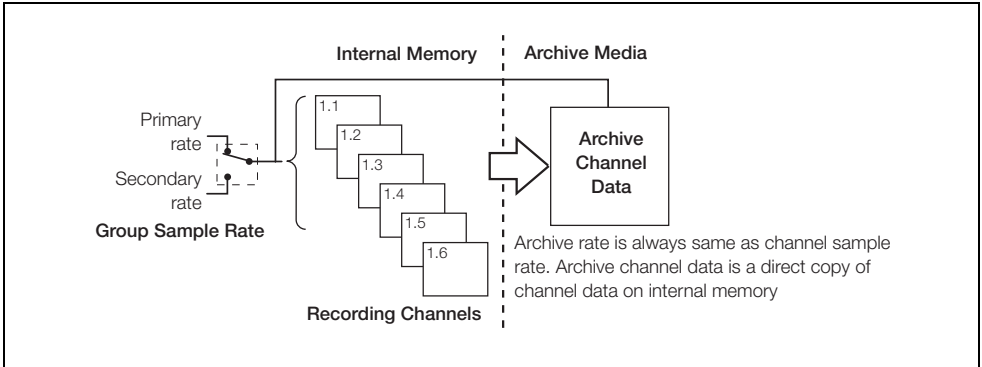 Internal Memory
Archive Media
Primary
rate
Secondary
rate
Group Sample Rate
1.1
1.2
1.3
1.4
1.5
1.6
Recording Channels
Archive
Channel
Data
Archive rate is always same as channel sample
rate. Archive channel data is a direct copy of
channel data on internal memory